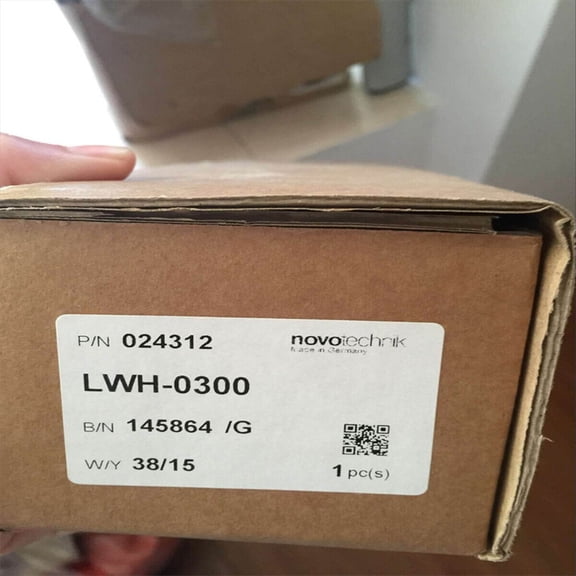 P/N 024312
novotechnik
Made in Germany
LWH-0300
B/N 145864 /G
W/Y 38/15
1 pc(s)